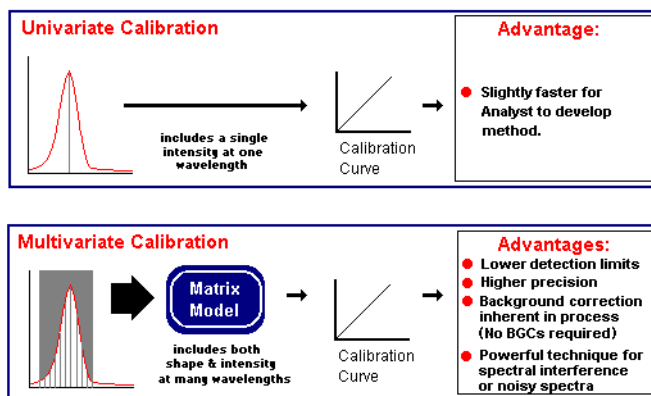 Univariate Calibration
includes a single
intensity at one
wavelength
Calibration
Curve
Advantage:
Slightly faster for
Analyst to develop
method.
Multivariate Calibration
Matrix
Model
includes both
shape & intensity
at many wavelengths
Calibration
Curve
Advantages:
Lower detection limits
Higher precision
Background correction
inherent in process
(No BGCs required)
Powerful technique for
spectral interference
or noisy spectra